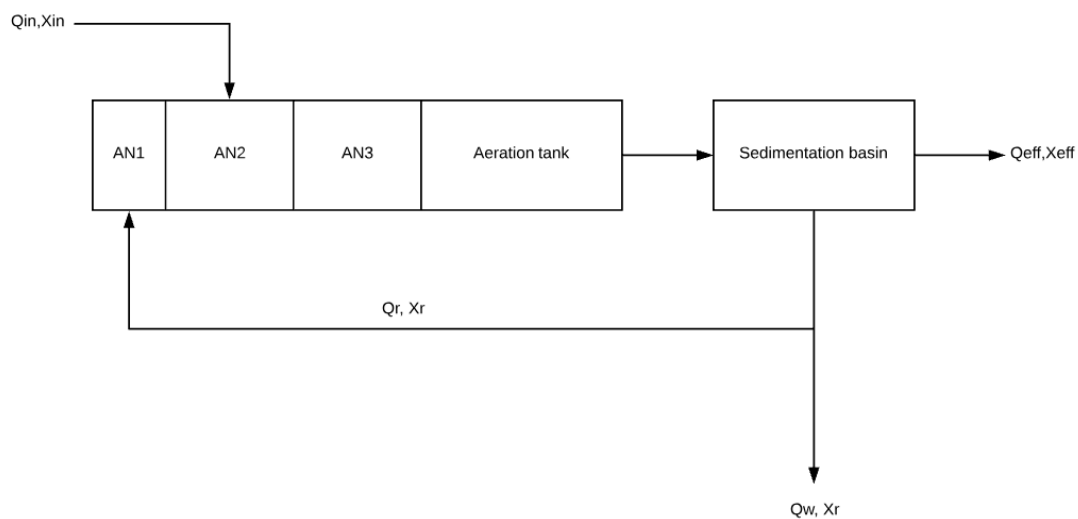 Qin,Xin
AN1
AN2
AN3
Aeration tank
Sedimentation basin
Qeff,Xeff
Qr, Xr
Qw, Xr